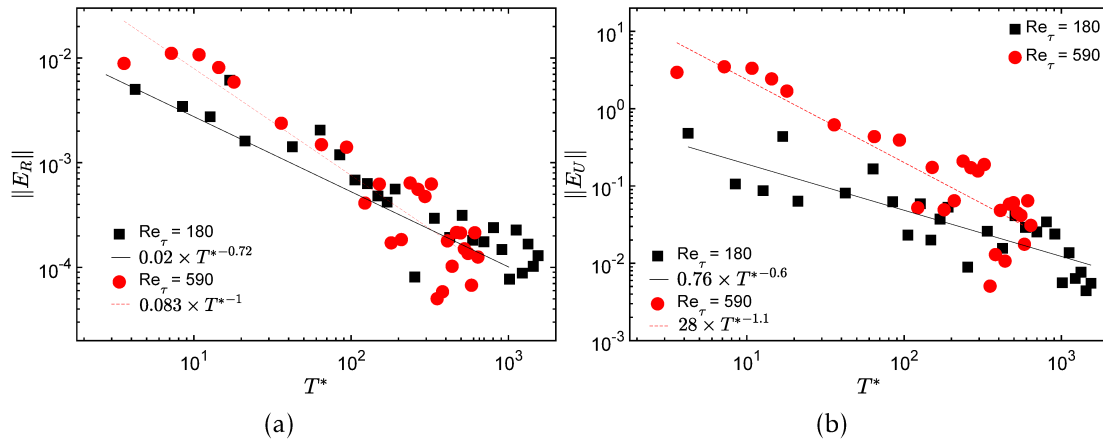 10^{-2}
10^{-3}
10^{-4}
||E_R||
Re_τ = 180
0.02 × T*^{-0.72}
Re_τ = 590
0.083 × T*^{-1}
10^1 10^2 10^3
T*
(a)
10^1
10^0
10^{-1}
10^{-2}
10^{-3}
||E_U||
Re_τ = 180
Re_τ = 590
Re_τ = 180
0.76 × T*^{-0.6}
Re_τ = 590
28 × T*^{-1.1}
10^1 10^2 10^3
T*
(b)